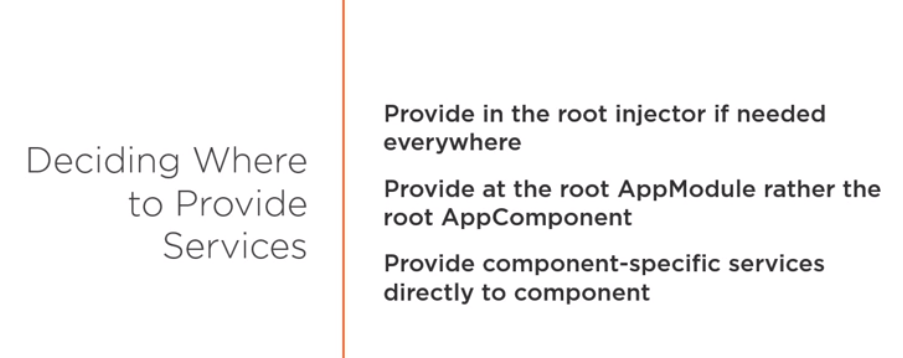 Deciding Where
to Provide
Services
Provide in the root injector if needed
everywhere
Provide at the root AppModule rather the
root AppComponent
Provide component-specific services
directly to component